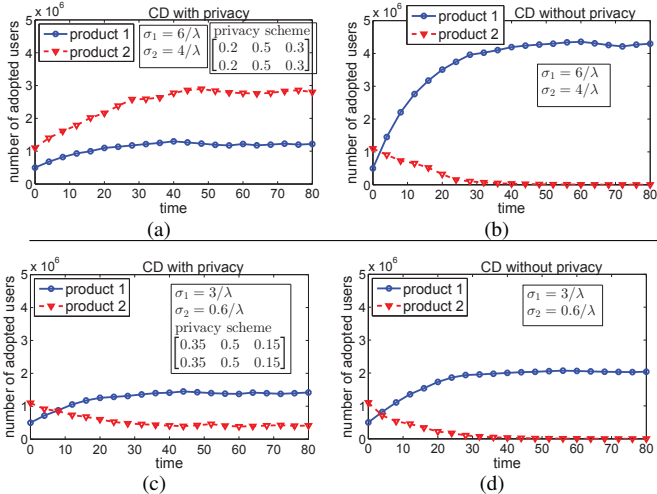 x 10^6
CD with privacy
product 1
product 2
σ₁ = 6/λ
σ₂ = 4/λ
privacy scheme
[0.2 0.5 0.3]
[0.2 0.5 0.3]
number of adopted users
5
4
3
2
1
0
0 10 20 30 40 50 60 70 80
time
(a)
x 10^6
CD without privacy
product 1
product 2
σ₁ = 6/λ
σ₂ = 4/λ
number of adopted users
5
4
3
2
1
0
0 10 20 30 40 50 60 70 80
time
(b)
x 10^6
CD with privacy
product 1
product 2
σ₁ = 3/λ
σ₂ = 0.6/λ
privacy scheme
[0.35 0.5 0.15]
[0.35 0.5 0.15]
number of adopted users
5
4
3
2
1
0
0 10 20 30 40 50 60 70 80
time
(c)
x 10^6
CD without privacy
product 1
product 2
σ₁ = 3/λ
σ₂ = 0.6/λ
number of adopted users
5
4
3
2
1
0
0 10 20 30 40 50 60 70 80
time
(d)